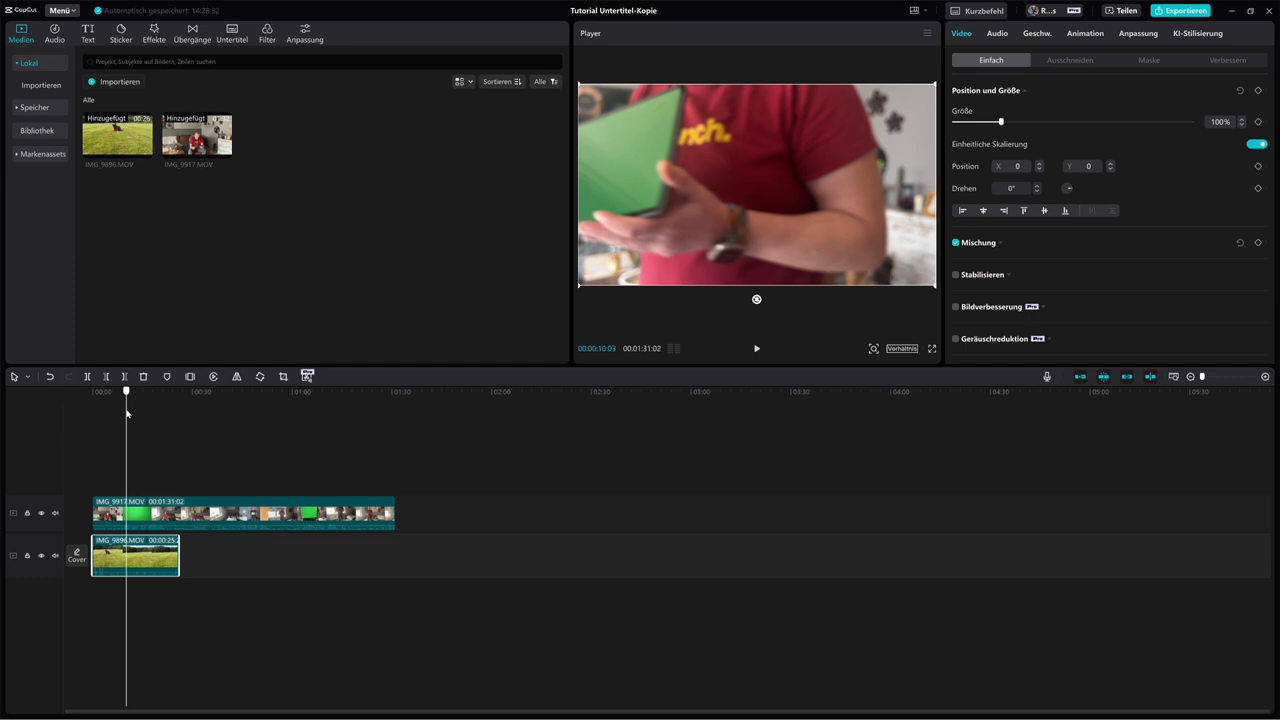 CapCut
Menü
Automatisch gespeichert: 14:28:32
Tutorial Untertitel-Kopie
Kurzbefehl
R...s
Pro
Teilen
Exportieren
Medien
Audio
Text
Sticker
Effekte
Übergänge
Untertitel
Filter
Anpassung
Lokal
Importieren
Speicher
Bibliothek
Markenassets
Projekt, Subjekte auf Bildern, Zeilen suchen
Importieren
Sortieren
Alle
Alle
Hinzugefügt 00:26
IMG_9896.MOV
Hinzugefügt 01:32
IMG_9917.MOV
Player
nch.
00:00:10:03
00:01:31:02
Verhältnis
Video
Audio
Geschw.
Animation
Anpassung
KI-Stilisierung
Einfach
Ausschneiden
Maske
Verbessern
Position und Größe
Größe
100%
Einheitliche Skalierung
Position
X 0
Y 0
Drehen
0°
Mischung
Stabilisieren
Bildverbesserung Pro
Geräuschreduktion Pro
Pro
00:00
00:30
01:00
01:30
02:00
02:30
03:00
03:30
04:00
04:30
05:00
05:30
IMG_9917.MOV 00:01:31:02
Cover
IMG_9896.MOV 00:00:25:2